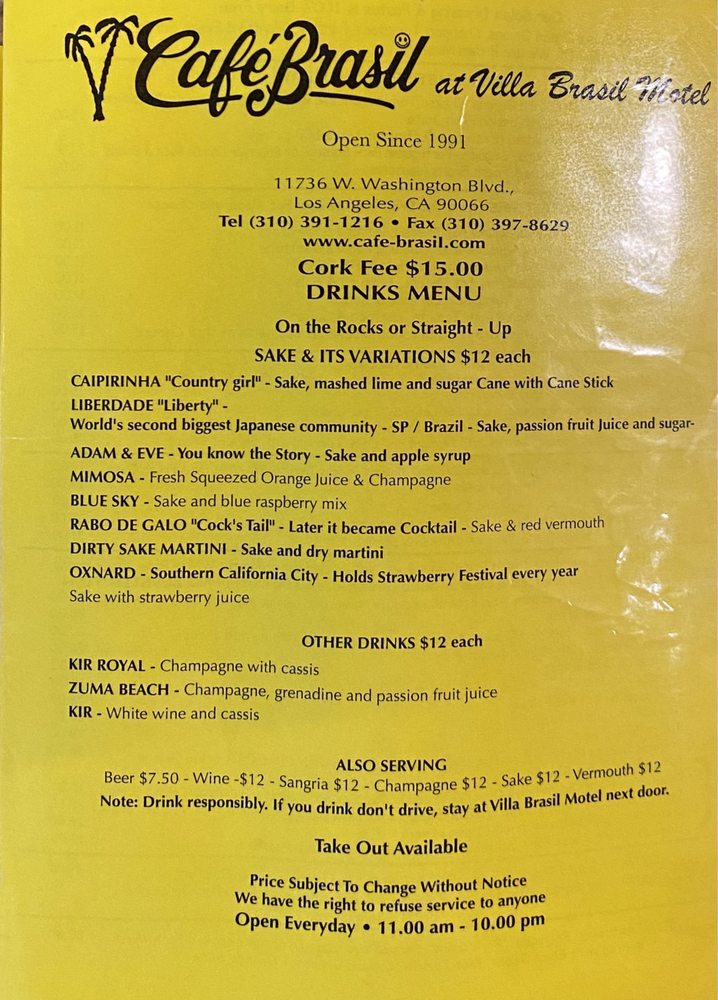 Café Brasil at Villa Brasil Motel
Open Since 1991
11736 W. Washington Blvd.,
Los Angeles, CA 90066
Tel (310) 391-1216 • Fax (310) 397-8629
www.cafe-brasil.com
Cork Fee $15.00
DRINKS MENU
On the Rocks or Straight - Up
SAKE & ITS VARIATIONS $12 each
CAIPIRINHA "Country girl" - Sake, mashed lime and sugar Cane with Cane Stick
LIBERDADE "Liberty" -
World's second biggest Japanese community - SP / Brazil - Sake, passion fruit Juice and sugar-
ADAM & EVE - You know the Story - Sake and apple syrup
MIMOSA - Fresh Squeezed Orange Juice & Champagne
BLUE SKY - Sake and blue raspberry mix
RABO DE GALO "Cock's Tail" - Later it became Cocktail - Sake & red vermouth
DIRTY SAKE MARTINI - Sake and dry martini
OXNARD - Southern California City - Holds Strawberry Festival every year
Sake with strawberry juice
OTHER DRINKS $12 each
KIR ROYAL - Champagne with cassis
ZUMA BEACH - Champagne, grenadine and passion fruit juice
KIR - White wine and cassis
ALSO SERVING
Beer $7.50 - Wine -$12 - Sangria $12 - Champagne $12 - Sake $12 - Vermouth $12
Note: Drink responsibly. If you drink don't drive, stay at Villa Brasil Motel next door.
Take Out Available
Price Subject To Change Without Notice
We have the right to refuse service to anyone
Open Everyday • 11.00 am - 10.00 pm